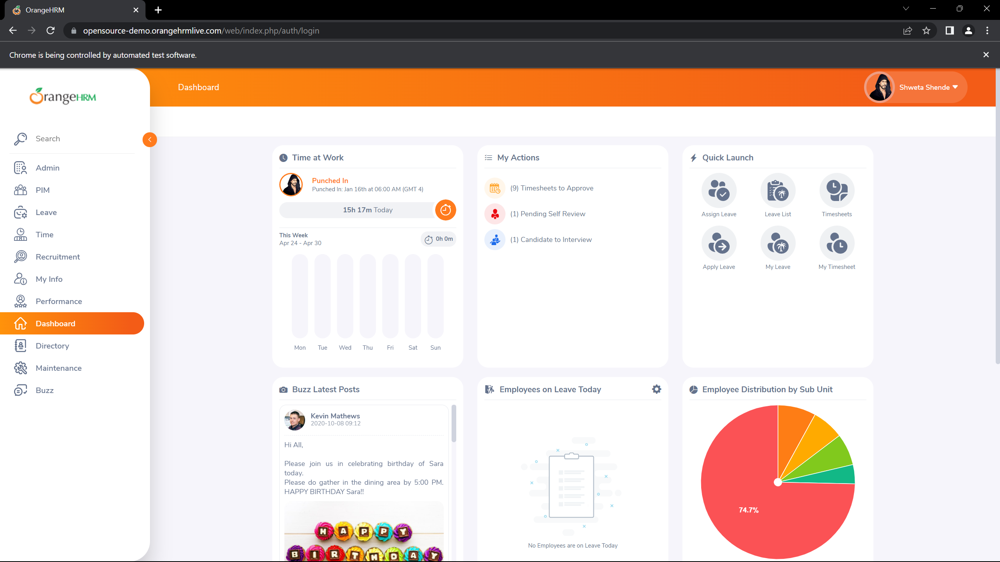 OrangeHRM
opensource-demo.orangehrmlive.com/web/index.php/auth/login
Chrome is being controlled by automated test software.
OrangeHRM
Dashboard
Shweta Shende
Search
Admin
PIM
Leave
Time
Recruitment
My Info
Performance
Dashboard
Directory
Maintenance
Buzz
Time at Work
Punched In
Punched In: Jan 16th at 06:00 AM (GMT 4)
15h 17m Today
This Week
Apr 24 - Apr 30
0h 0m
Mon Tue Wed Thu Fri Sat Sun
My Actions
(9) Timesheets to Approve
(1) Pending Self Review
(1) Candidate to Interview
Quick Launch
Assign Leave Leave List Timesheets
Apply Leave My Leave My Timesheet
Buzz Latest Posts
Kevin Mathews
2020-10-08 09:12
Hi All,
Please join us in celebrating birthday of Sara
today.
Please do gather in the dining area by 5:00 PM.
HAPPY BIRTHDAY Sara!!
HAPPY
BIRTHDAY
Employees on Leave Today
No Employees are on Leave Today
Employee Distribution by Sub Unit
74.7%